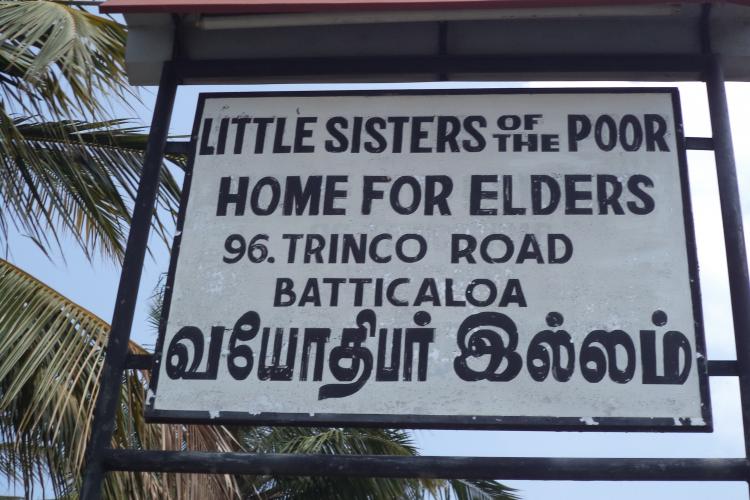 LITTLE SISTERS OF THE POOR
HOME FOR ELDERS
96. TRINCO ROAD
BATTICALOA
வயோதிபர் இல்லம்